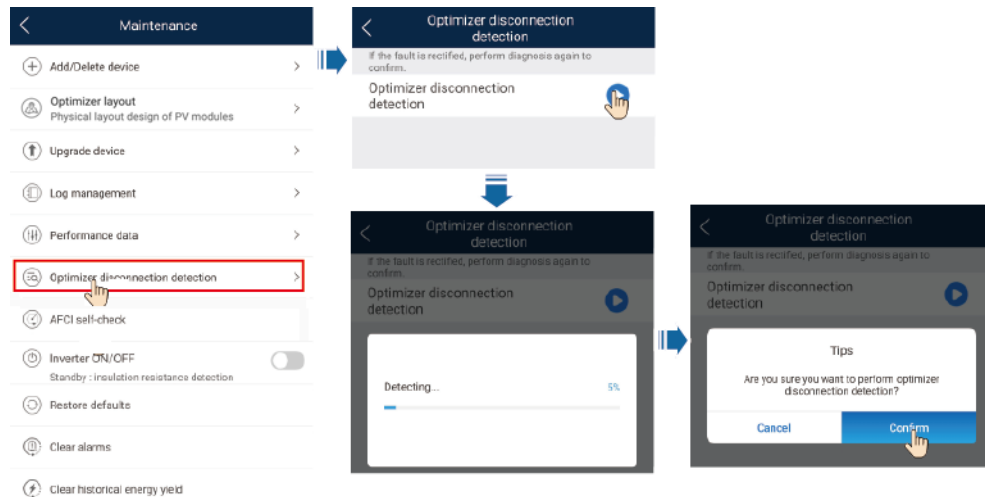 Maintenance
Add/Delete device
Optimizer layout
Physical layout design of PV modules
Upgrade device
Log management
Performance data
Optimizer disconnection detection
AFCI self-check
Inverter ON/OFF
Standby : insulation resistance detection
Restore defaults
Clear alarms
Clear historical energy yield
Optimizer disconnection
detection
If the fault is rectified, perform diagnosis again to
confirm.
Optimizer disconnection
detection
Optimizer disconnection
detection
If the fault is rectified, perform diagnosis again to
confirm.
Optimizer disconnection
detection
Detecting... 5%
Optimizer disconnection
detection
If the fault is rectified, perform diagnosis again to
confirm.
Optimizer disconnection
detection
Tips
Are you sure you want to perform optimizer
disconnection detection?
Cancel Confirm